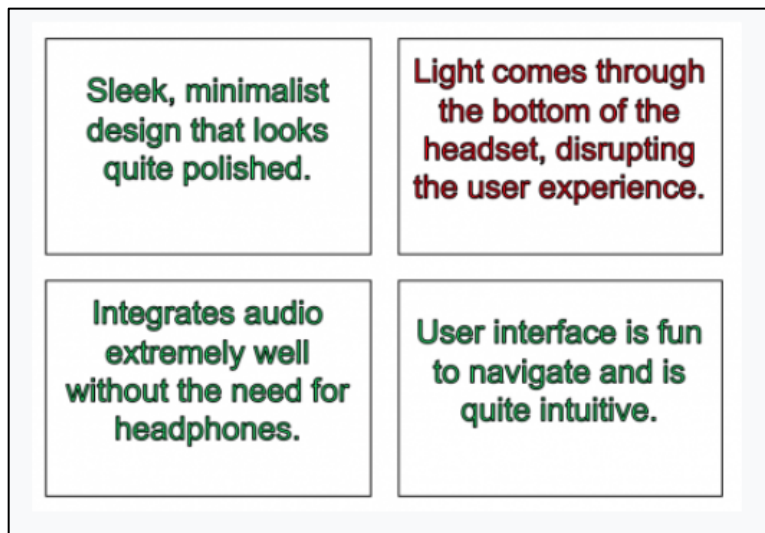 Sleek, minimalist
design that looks
quite polished.
Light comes through
the bottom of the
headset, disrupting
the user experience.
Integrates audio
extremely well
without the need for
headphones.
User interface is fun
to navigate and is
quite intuitive.